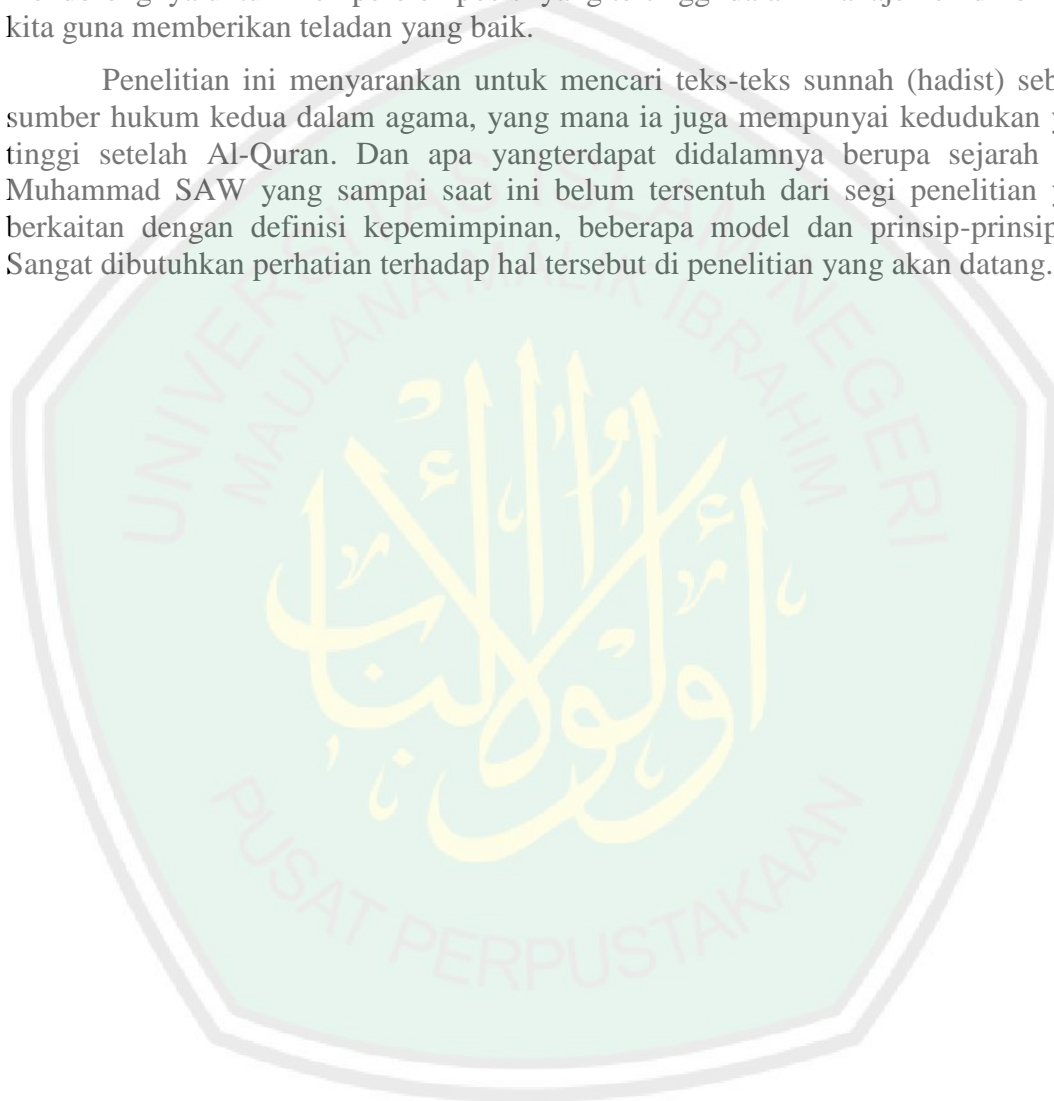 kita guna memberikan teladan yang baik.
Penelitian ini menyarankan untuk mencari teks-teks sunnah (hadist)
sumber hukum kedua dalam agama, yang mana ia juga mempunyai kedudukan
tinggi setelah Al-Quran. Dan apa yangterdapat didalamnya berupa sejarah
Muhammad SAW yang sampai saat ini belum tersentuh dari segi penelitian
berkaitan dengan definisi kepemimpinan, beberapa model dan prinsip-prinsip
Sangat dibutuhkan perhatian terhadap hal tersebut di penelitian yang akan datang.
UNIVERSITAS ISLAM NEGERI
MAULANA MALIK IBRAHIM
أولوا الألباب
PUSAT PERPUSTAKAAN